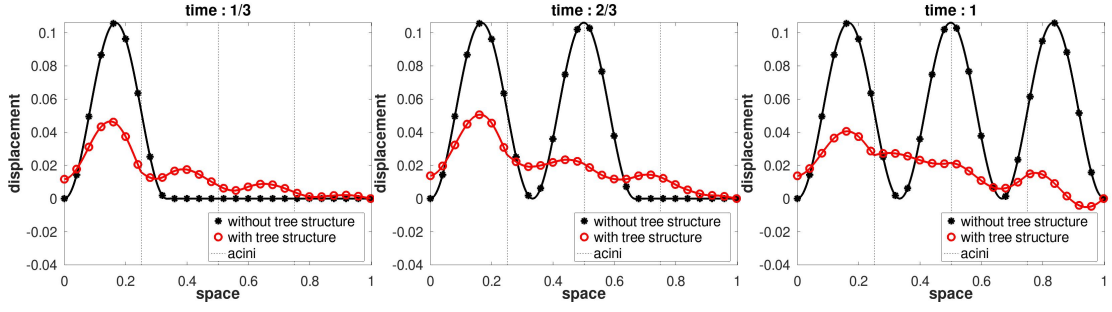 time : 1/3
0.1
0.08
0.06
0.04
0.02
0
-0.02
-0.04
displacement
without tree structure
with tree structure
acini
0 0.2 0.4 0.6 0.8 1
space
time : 2/3
0.1
0.08
0.06
0.04
0.02
0
-0.02
-0.04
displacement
without tree structure
with tree structure
acini
0 0.2 0.4 0.6 0.8 1
space
time : 1
0.1
0.08
0.06
0.04
0.02
0
-0.02
-0.04
displacement
without tree structure
with tree structure
acini
0 0.2 0.4 0.6 0.8 1
space